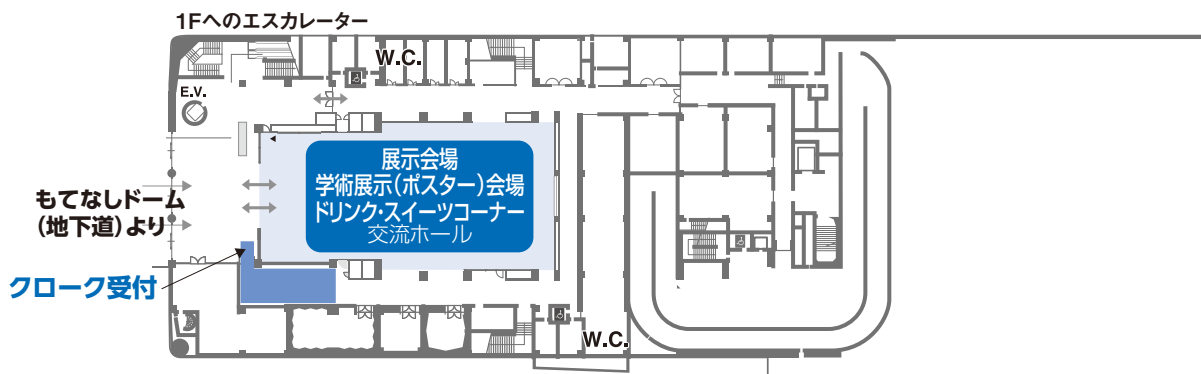 1Fへのエスカレーター
W.C.
E.V.
展示会場
学術展示(ポスター)会場
ドリンク・スイーツコーナー
交流ホール
もてなしドーム
(地下道)より
クローク受付
W.C.